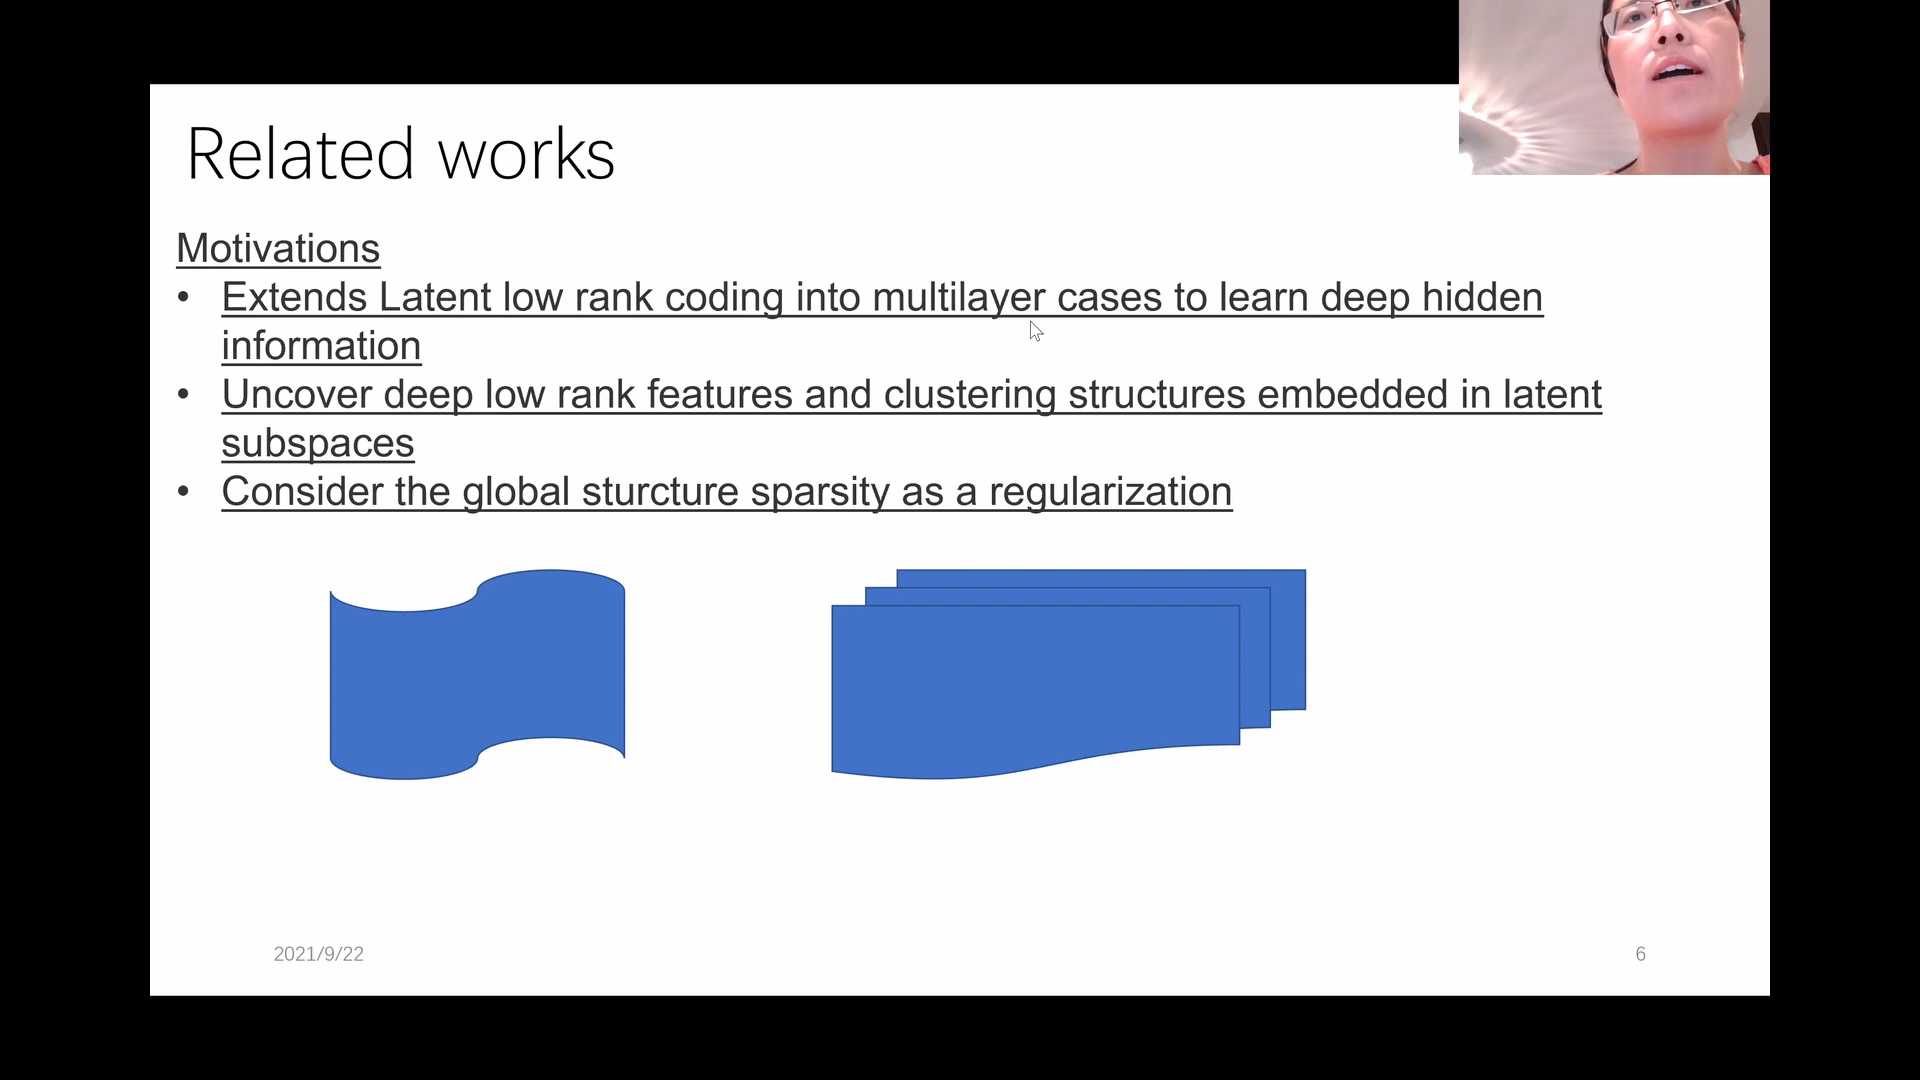 Related works
Motivations
• Extends Latent low rank coding into multilayer cases to learn deep hidden
information
• Uncover deep low rank features and clustering structures embedded in latent
subspaces
• Consider the global sturcture sparsity as a regularization
2021/9/22
6